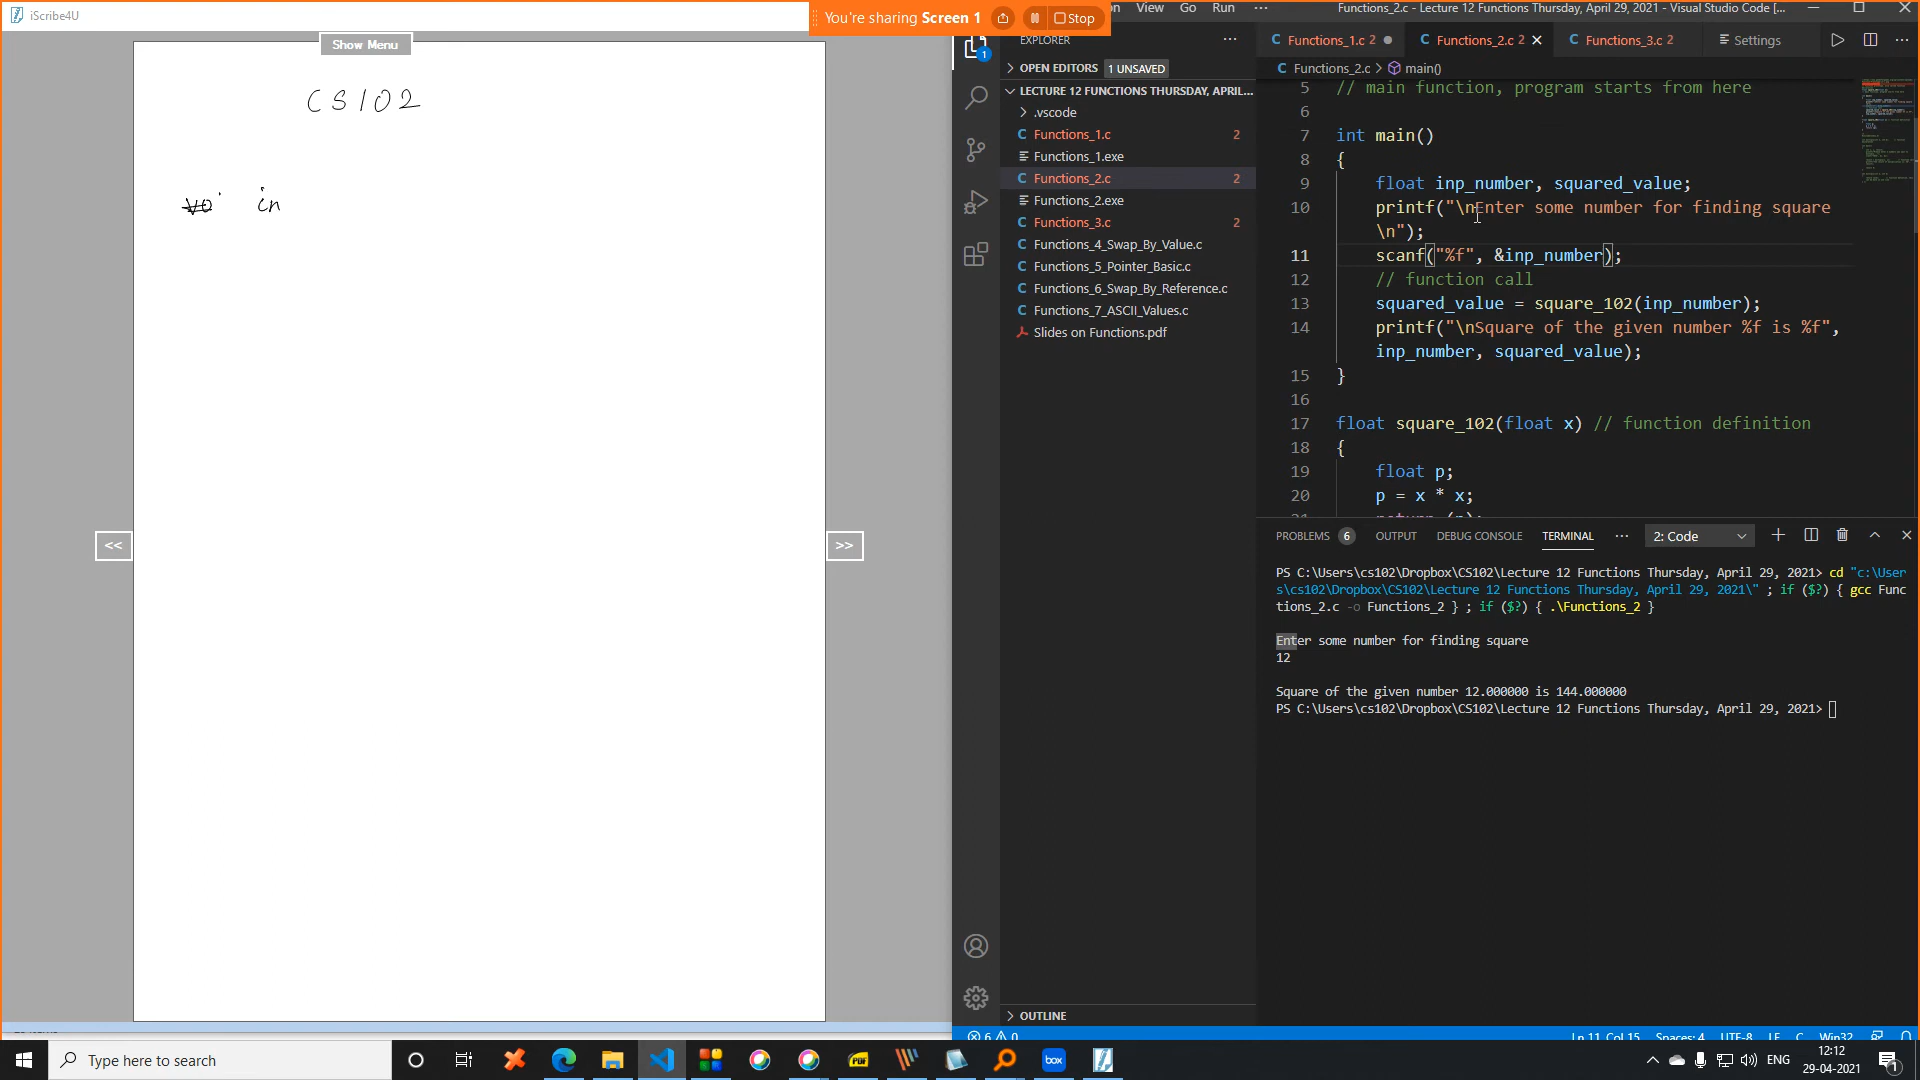 iScribe4U
You're sharing Screen 1
Stop
View Go Run ···
Functions_2.c - Lecture 12 Functions Thursday, April 29, 2021 - Visual Studio Code [...
Show Menu
CS102
in
<<
>>
EXPLORER
OPEN EDITORS 1 UNSAVED
LECTURE 12 FUNCTIONS THURSDAY, APRIL...
.vscode
Functions_1.c 2
Functions_1.exe
Functions_2.c 2
Functions_2.exe
Functions_3.c 2
Functions_4_Swap_By_Value.c
Functions_5_Pointer_Basic.c
Functions_6_Swap_By_Reference.c
Functions_7_ASCII_Values.c
Slides on Functions.pdf
OUTLINE
Functions_1.c 2
Functions_2.c 2
Functions_3.c 2
Settings
Functions_2.c > main()
5 // main function, program starts from here
6
7 int main()
8 {
9 float inp_number, squared_value;
10 printf("\nEnter some number for finding square
\n");
11 scanf("%f", &inp_number);
12 // function call
13 squared_value = square_102(inp_number);
14 printf("\nSquare of the given number %f is %f",
inp_number, squared_value);
15 }
16
17 float square_102(float x) // function definition
18 {
19 float p;
20 p = x * x;
PROBLEMS 6 OUTPUT DEBUG CONSOLE TERMINAL ··· 2: Code
PS C:\Users\cs102\Dropbox\CS102\Lecture 12 Functions Thursday, April 29, 2021> cd "c:\User
s\cs102\Dropbox\CS102\Lecture 12 Functions Thursday, April 29, 2021\" ; if ($?) { gcc Func
tions_2.c -o Functions_2 } ; if ($?) { .\Functions_2 }
Enter some number for finding square
12
Square of the given number 12.000000 is 144.000000
PS C:\Users\cs102\Dropbox\CS102\Lecture 12 Functions Thursday, April 29, 2021>
6 0
Ln 11, Col 15 Spaces: 4 UTF-8 LF C Win32
Type here to search
PDF
box
ENG
12:12
29-04-2021
1